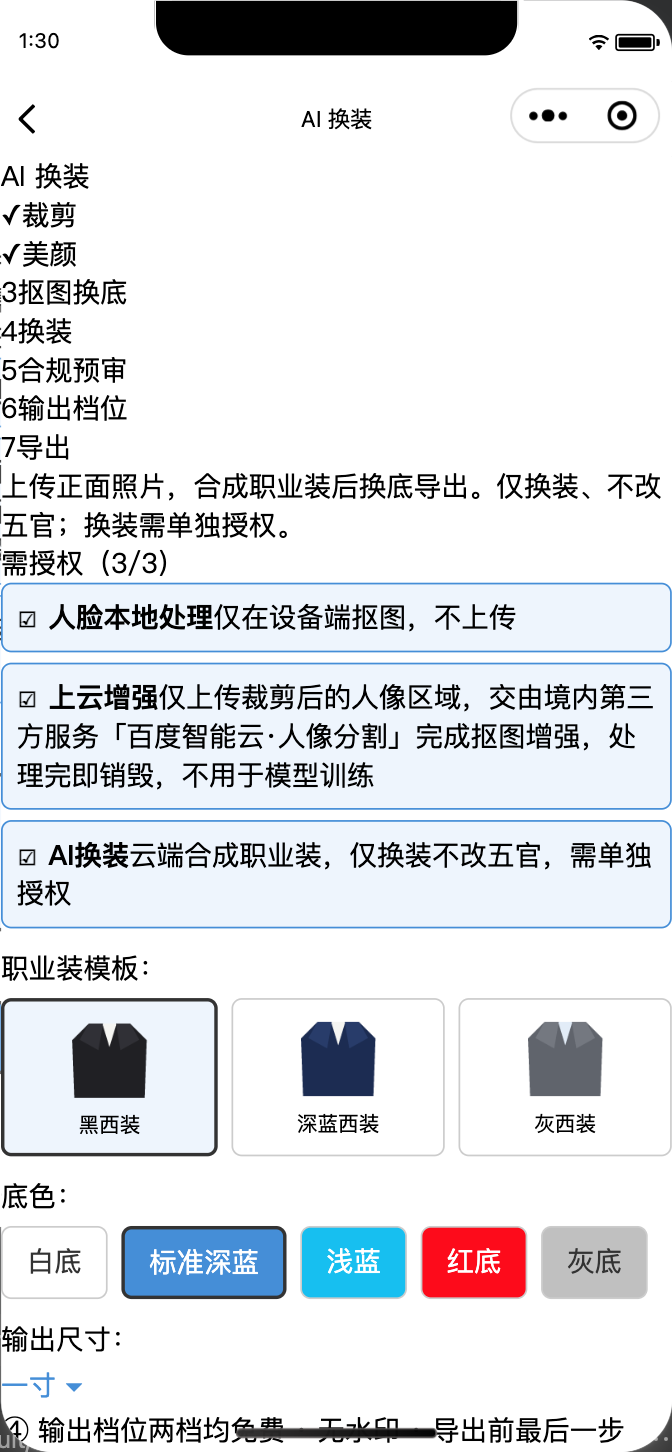 1:30
AI 换装
AI 换装
✓裁剪
✓美颜
3抠图换底
4换装
5合规预审
6输出档位
7导出
上传正面照片，合成职业装后换底导出。仅换装、不改
五官；换装需单独授权。
需授权（3/3）
☑ 人脸本地处理仅在设备端抠图，不上传
☑ 上云增强仅上传裁剪后的人像区域，交由境内第三
方服务「百度智能云·人像分割」完成抠图增强，处
理完即销毁，不用于模型训练
☑ AI换装云端合成职业装，仅换装不改五官，需单独
授权
职业装模板：
黑西装 深蓝西装 灰西装
底色：
白底 标准深蓝 浅蓝 红底 灰底
输出尺寸：
一寸
④ 输出档位两档均免费 · 无水印 · 导出前最后一步